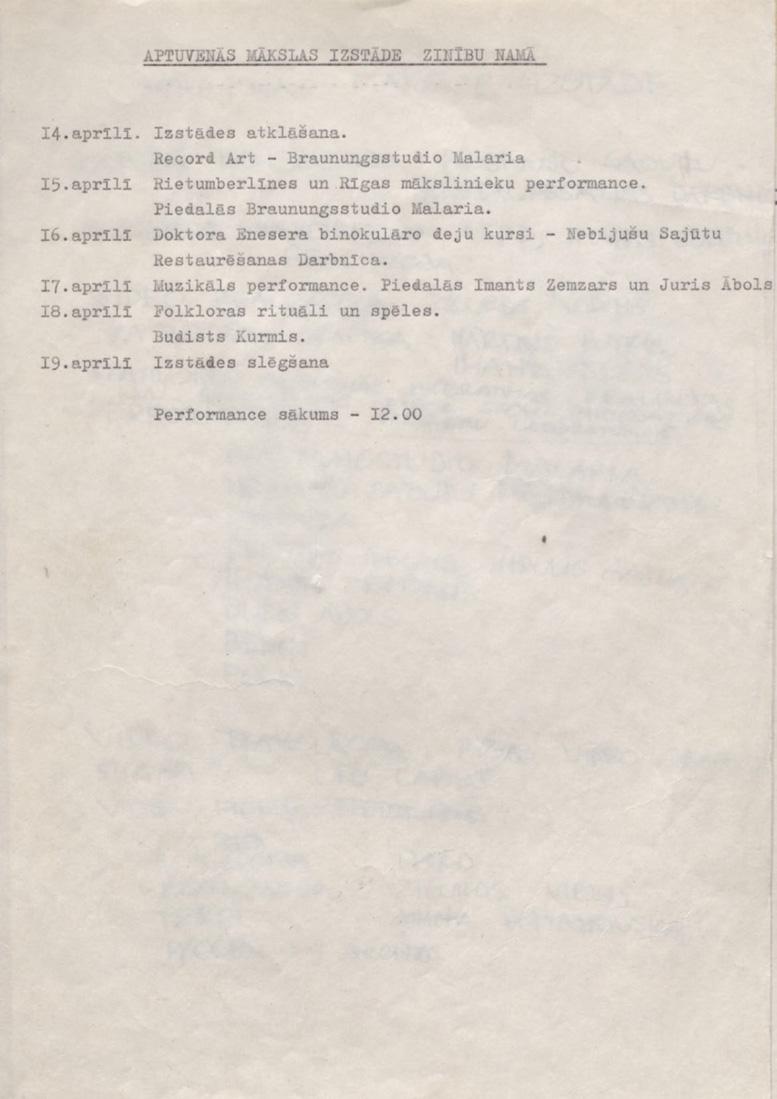 APTUVENĀS MĀKSLAS IZSTĀDE ZINĪBU NAMĀ
I4.aprīlī. Izstādes atklāšana.
Record Art - Braunungsstudio Malaria
I5.aprīlī Rietumberlīnes un Rīgas mākslinieku performance.
Piedalās Braunungsstudio Malaria.
I6.aprīlī Doktora Enesera binokulāro deju kursi - Nebijušu Sajūtu
Restaurēšanas Darbnīca.
I7.aprīlī Muzikāls performance. Piedalās Imants Zemzars un Juris Ābols
I8.aprīlī Folkloras rituāli un spēles.
Budists Kurmis.
I9.aprīlī Izstādes slēgšana
Performance sākums - I2.00